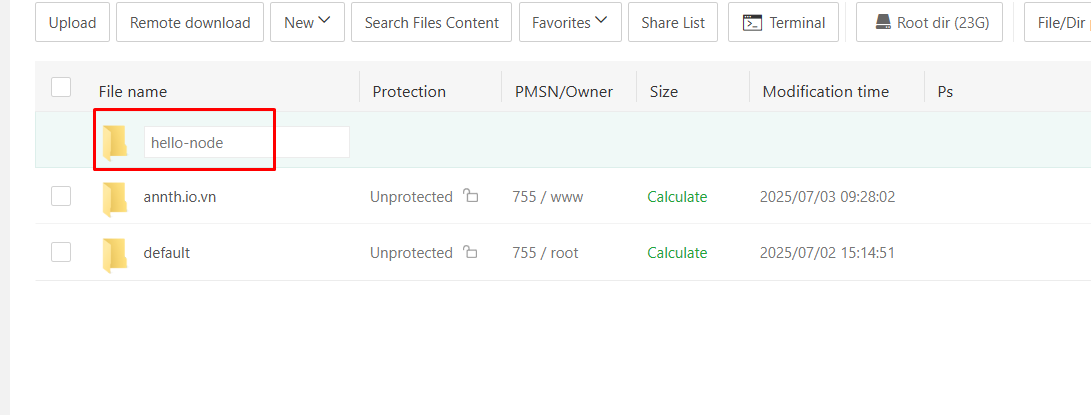 Upload Remote download New Search Files Content Favorites Share List Terminal Root dir (23G) File/Dir
File name Protection PMSN/Owner Size Modification time Ps
hello-node
annth.io.vn Unprotected 755 / www Calculate 2025/07/03 09:28:02
default Unprotected 755 / root Calculate 2025/07/02 15:14:51